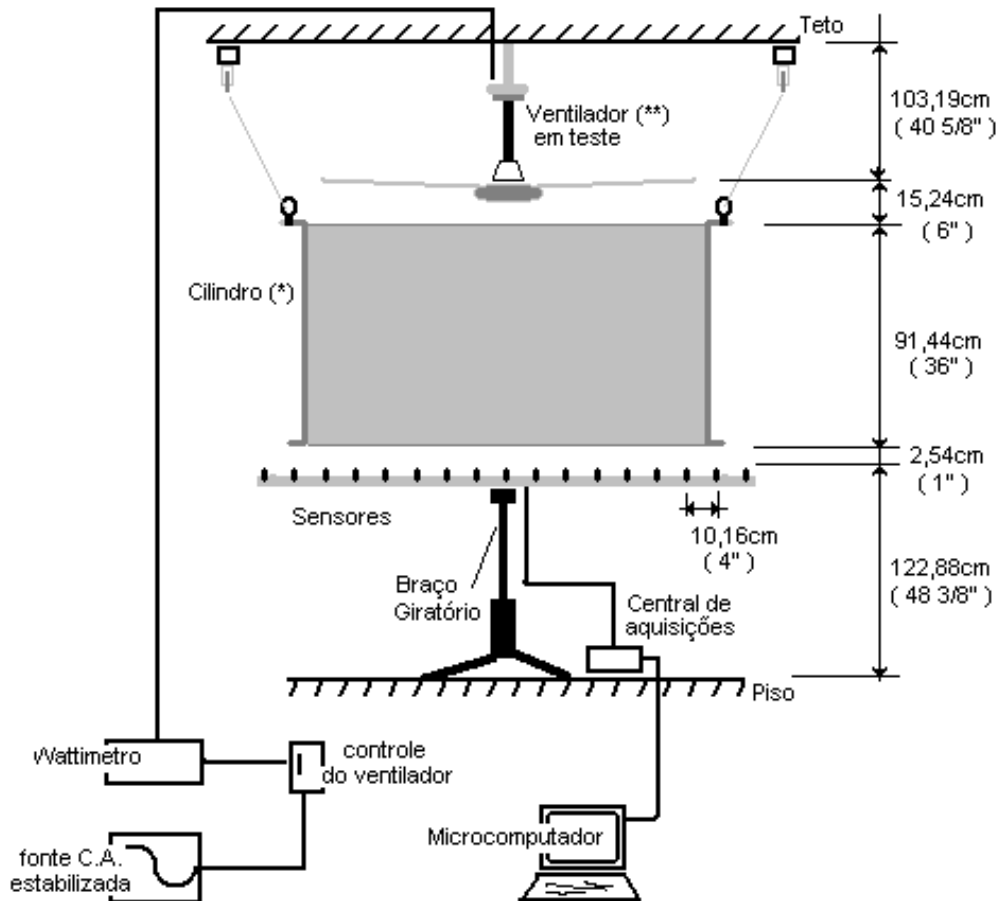 Teto
103,19cm
( 40 5/8" )
Ventilador (**)
em teste
15,24cm
( 6" )
Cilindro (*)
91,44cm
( 36" )
2,54cm
( 1" )
Sensores
10,16cm
( 4" )
122,88cm
( 48 3/8" )
Braço
Giratório
Central de
aquisições
Piso
Wattimetro
controle
do ventilador
Microcomputador
fonte C.A.
estabilizada